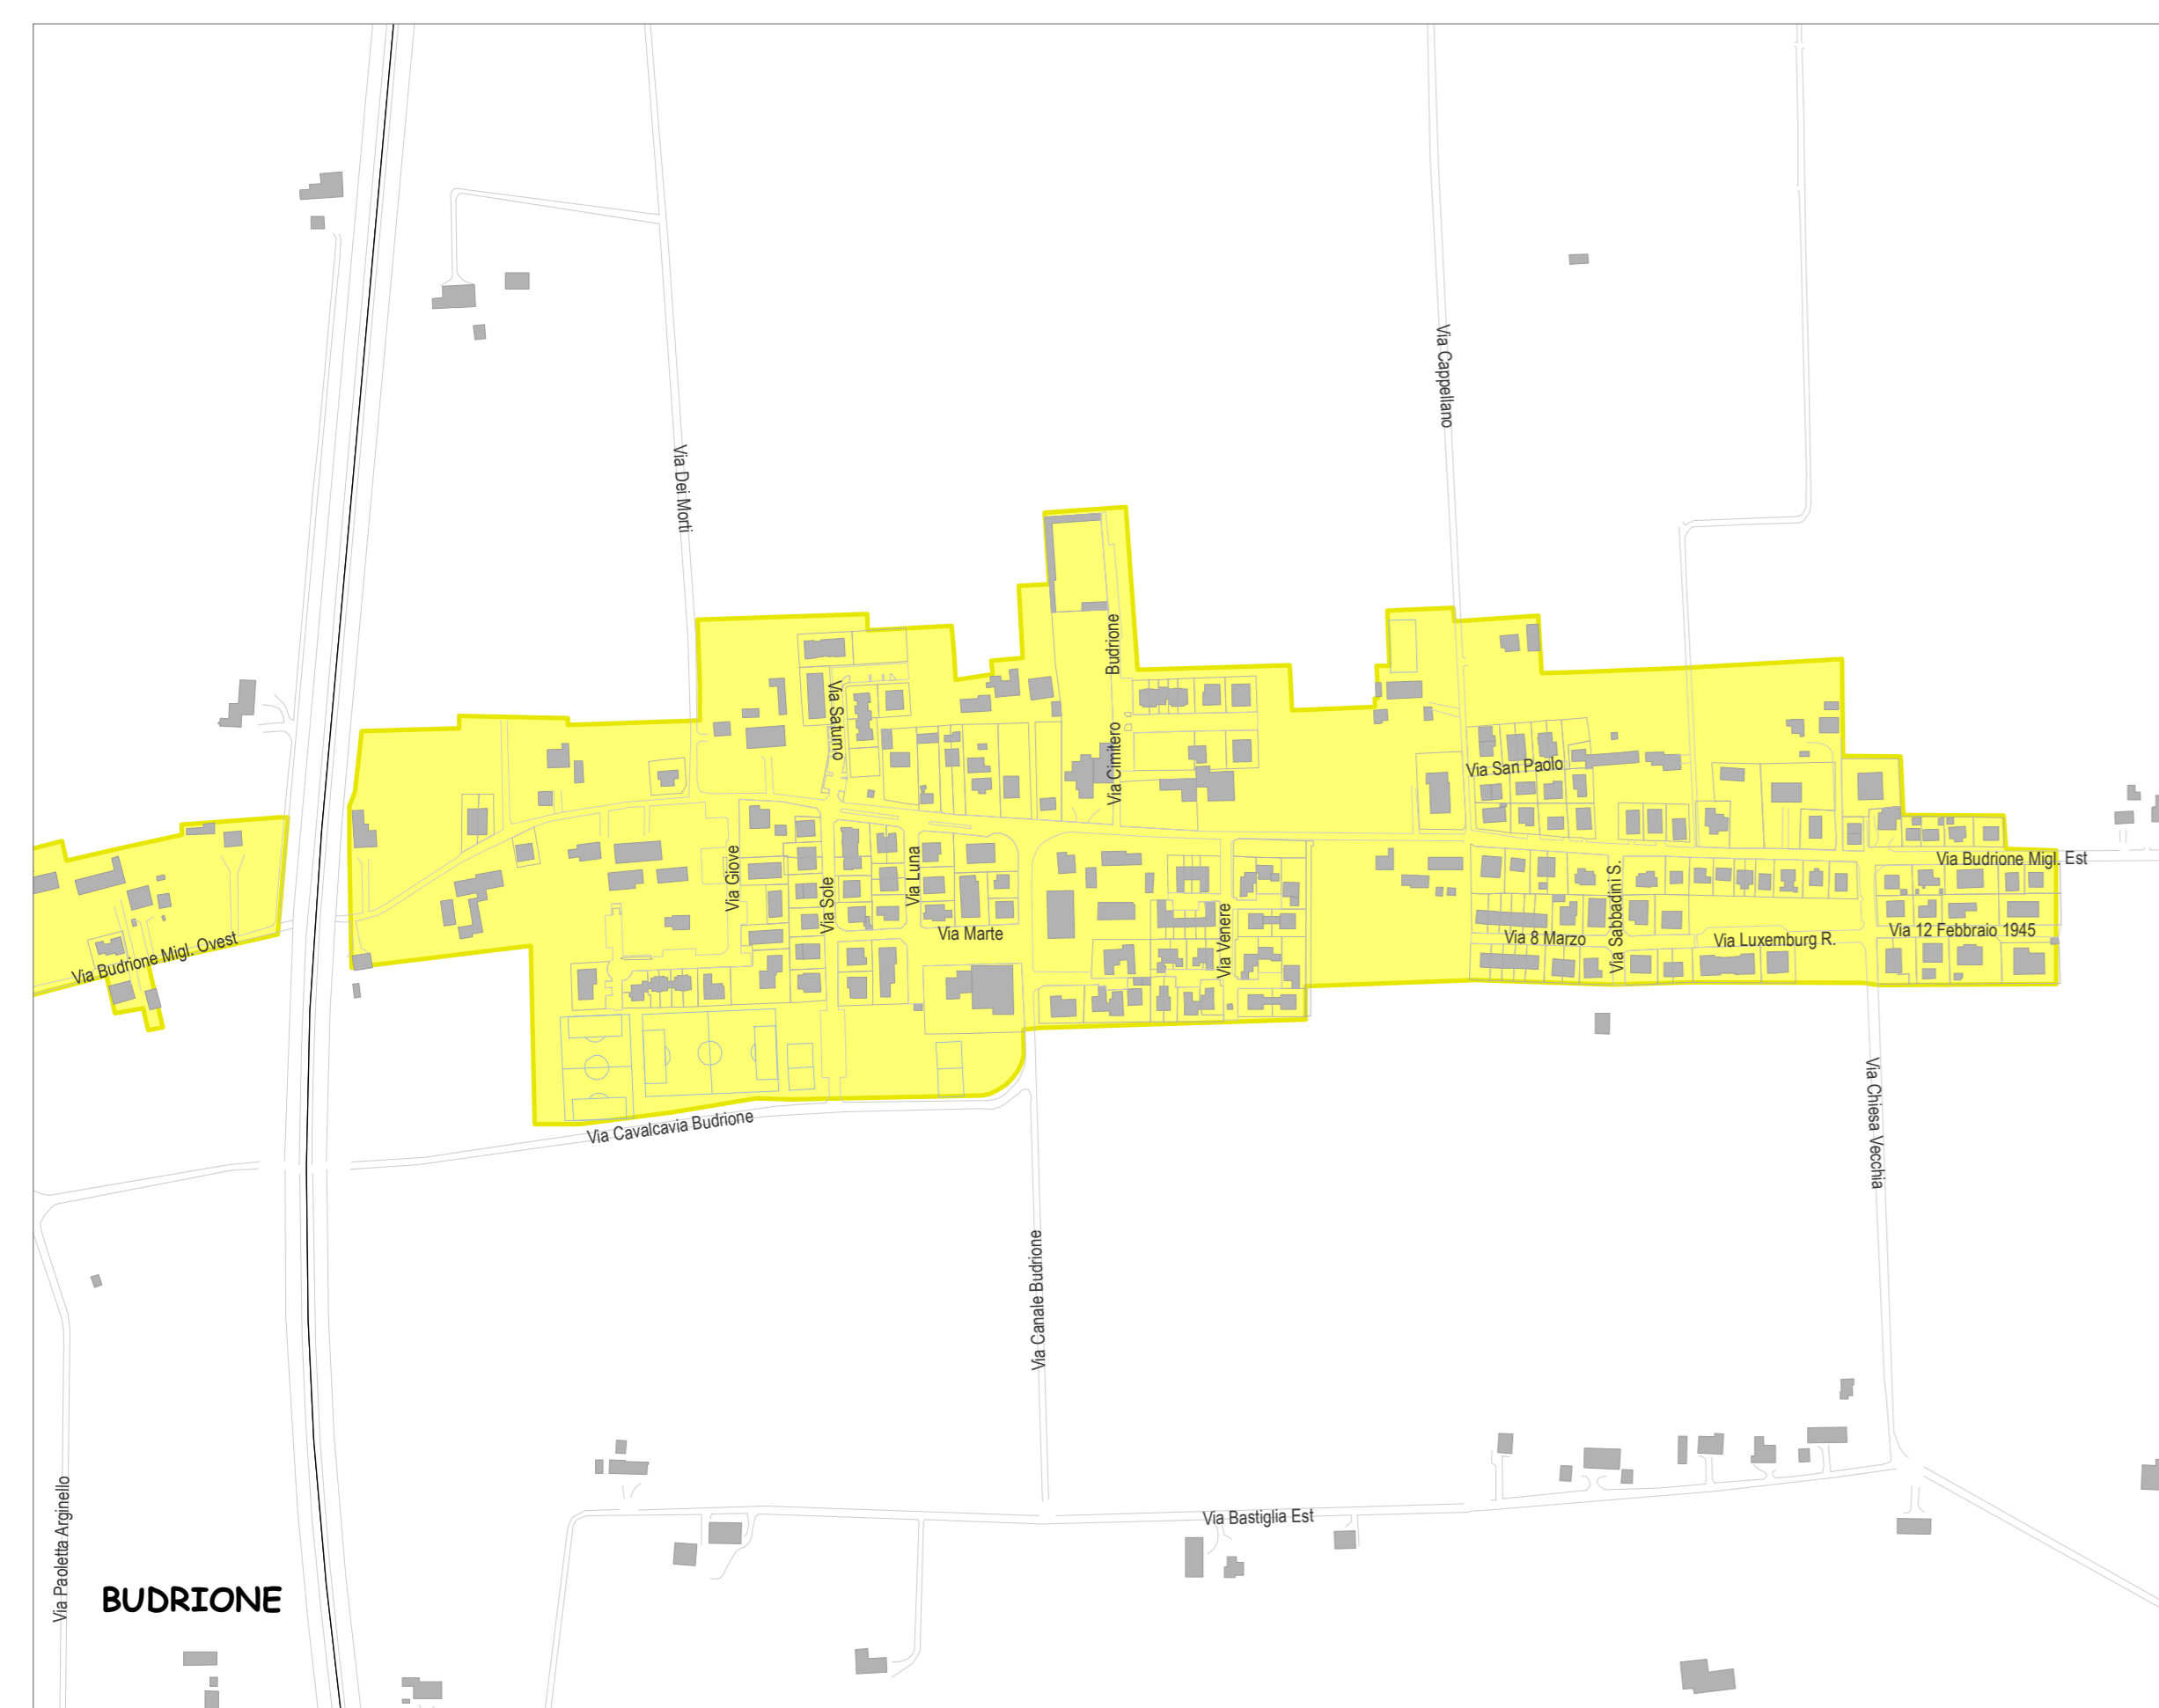 Via Cappellano
Via Dei Morti
Via Cimitero Budrione
Via Saturno
Via San Paolo
Via Giove
Via Sole
Via Luna
Via Budrione Migl. Est
Via Marte
Via Venere
Via 8 Marzo
Via Sabbadini S.
Via Luxemburg R.
Via 12 Febbraio 1945
Via Budrione Migl. Ovest
Via Cavalcavia Budrione
Via Chiesa Vecchia
Via Canale Budrione
Via Bastiglia Est
Via Paoletta Arginello
BUDRIONE